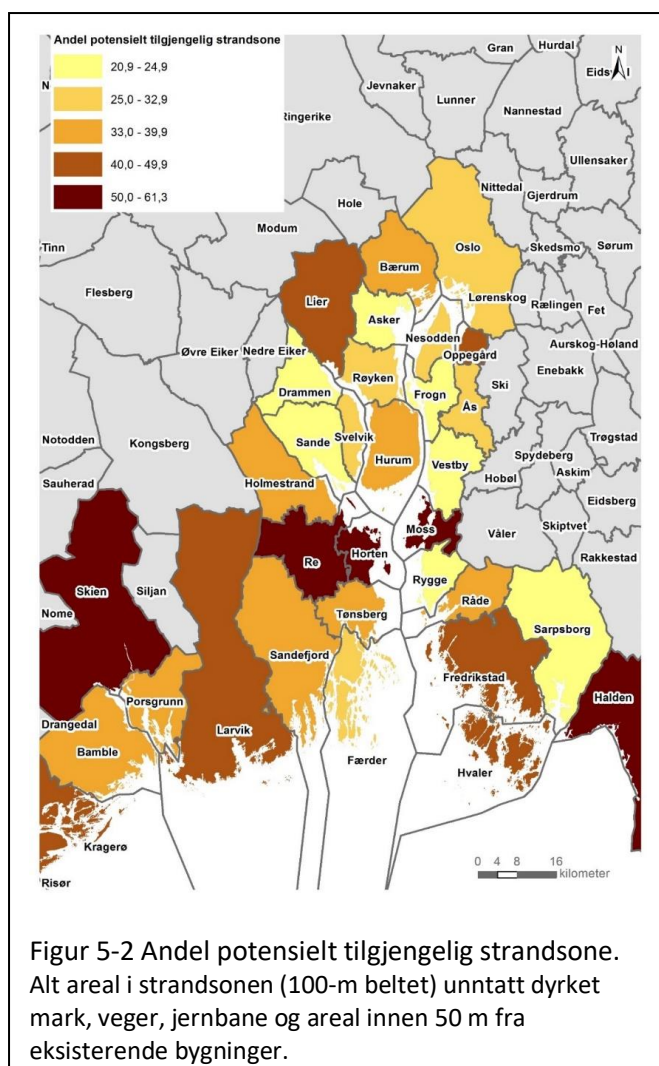 Andel potensielt tilgjengelig strandsone
20,9 - 24,9
25,0 - 32,9
33,0 - 39,9
40,0 - 49,9
50,0 - 61,3
N
Gran
Hurdal
Jevnaker
Lunner
Nannestad
Ringerike
Ullensaker
Hole
Nittedal
Gjerdrum
Modum
Oslo
Skedsmo
Sørum
Tinn
Bærum
Flesberg
Lier
Lørenskog
Rælingen
Fet
Asker
Nesodden
Aurskog-Høland
Øvre Eiker
Nedre Eiker
Oppegård
Enebakk
Røyken
Ski
Drammen
Frogn
Ås
Notodden
Kongsberg
Svelvik
Trøgstad
Sande
Hurum
Vestby
Spydeberg
Askim
Sauherad
Holmestrand
Hobøl
Eidsberg
Moss
Skiptvet
Horten
Våler
Rakkestad
Re
Skien
Siljan
Rygge
Nome
Tønsberg
Råde
Sarpsborg
Sandefjord
Fredrikstad
Porsgrunn
Halden
Drangedal
Bamble
Larvik
Færder
Hvaler
Kragerø
0 4 8 16
kilometer
Risør
Figur 5-2 Andel potensielt tilgjengelig strandsone.
Alt areal i strandsonen (100-m beltet) unntatt dyrket
mark, veger, jernbane og areal innen 50 m fra
eksisterende bygninger.